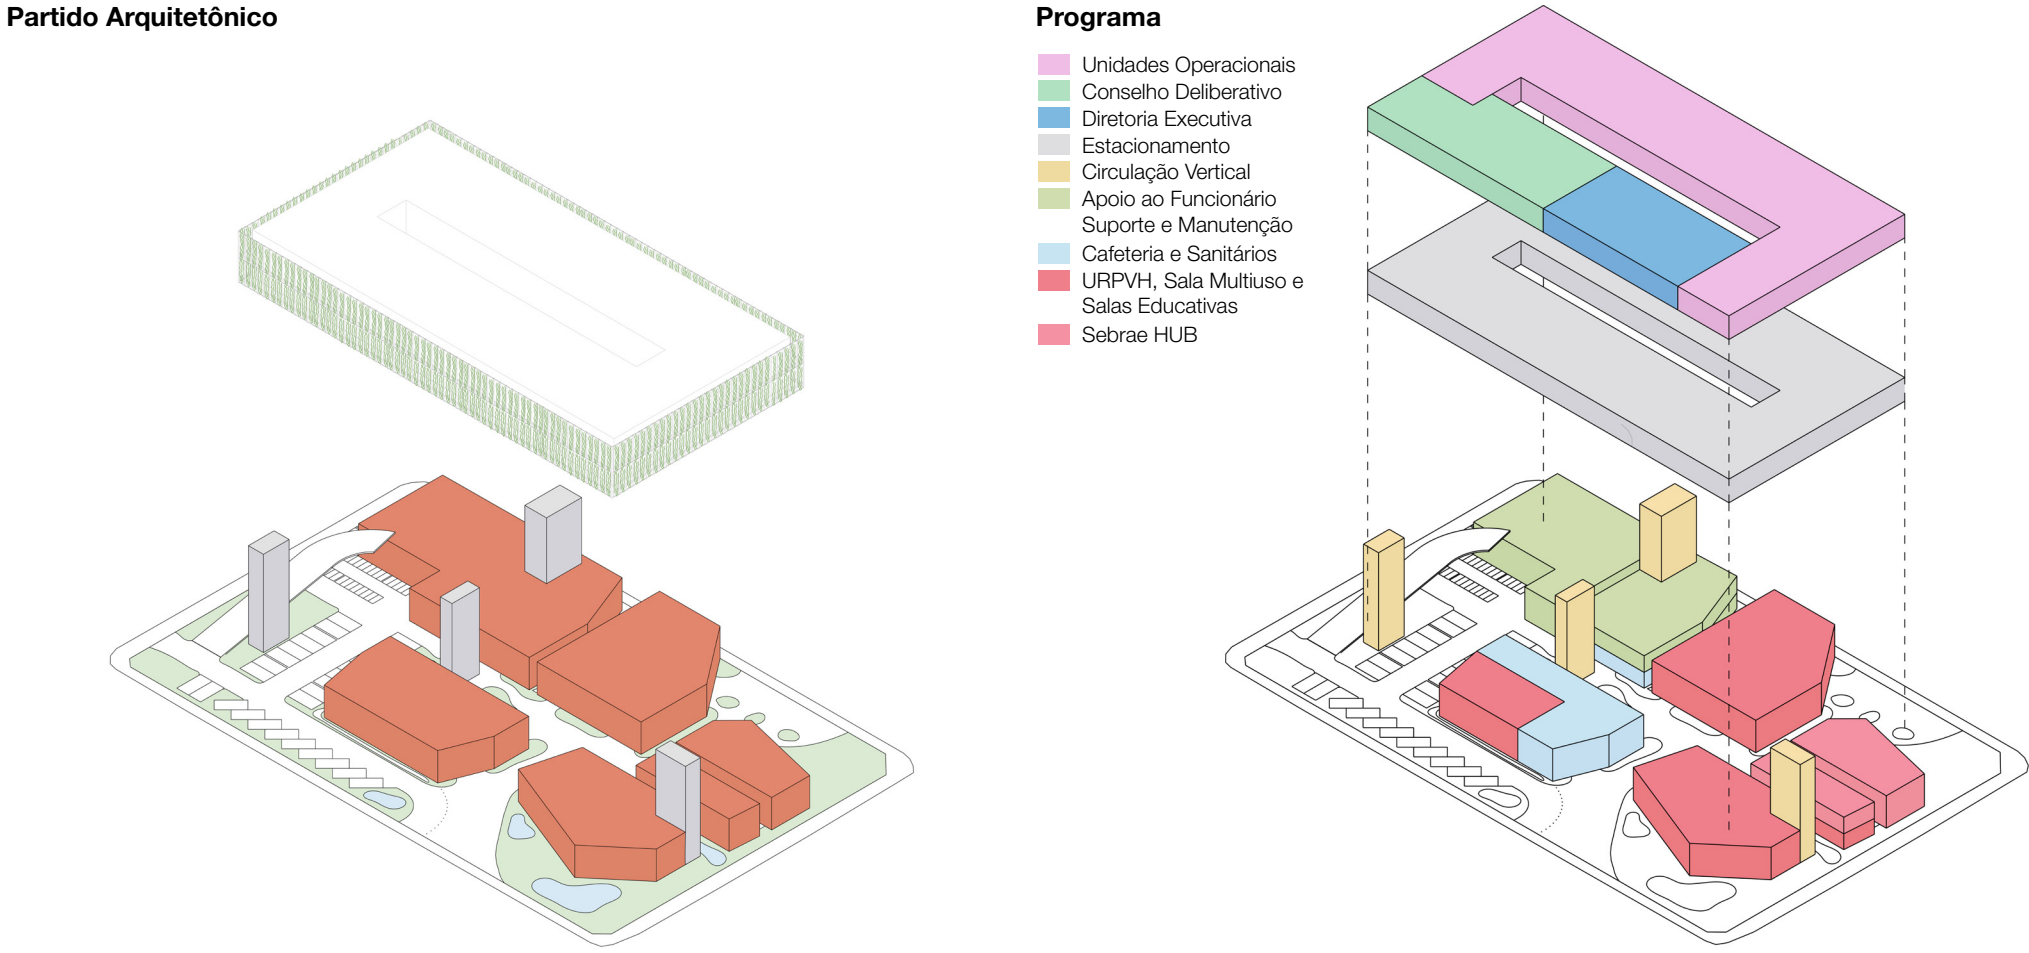 Partido Arquitetônico
Programa
Unidades Operacionais
Conselho Deliberativo
Diretoria Executiva
Estacionamento
Circulação Vertical
Apoio ao Funcionário
Suporte e Manutenção
Cafeteria e Sanitários
URPVH, Sala Multiuso e
Salas Educativas
Sebrae HUB